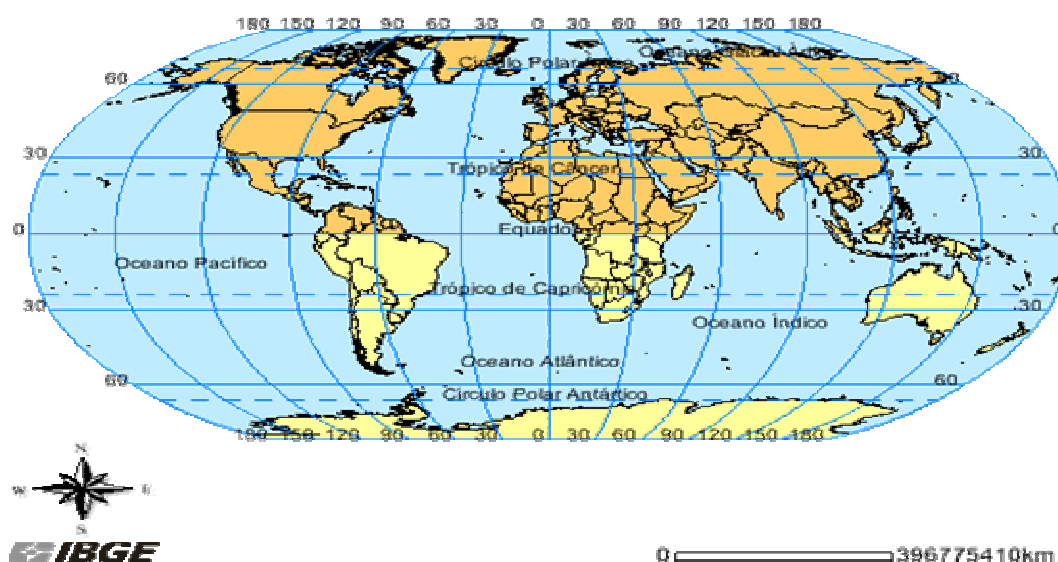 180 150 120 90 60 30 0 30 60 90 120 150 180
Círculo Polar
60
30 Trópico de Câncer 30
0 Equador
Oceano Pacífico
Trópico de Capricórnio
30 30
Oceano Índico
Oceano Atlântico
60 60
Círculo Polar Antártico
180 150 120 90 60 30 0 30 60 90 120 150 180
W
S
IBGE
0 396775410km